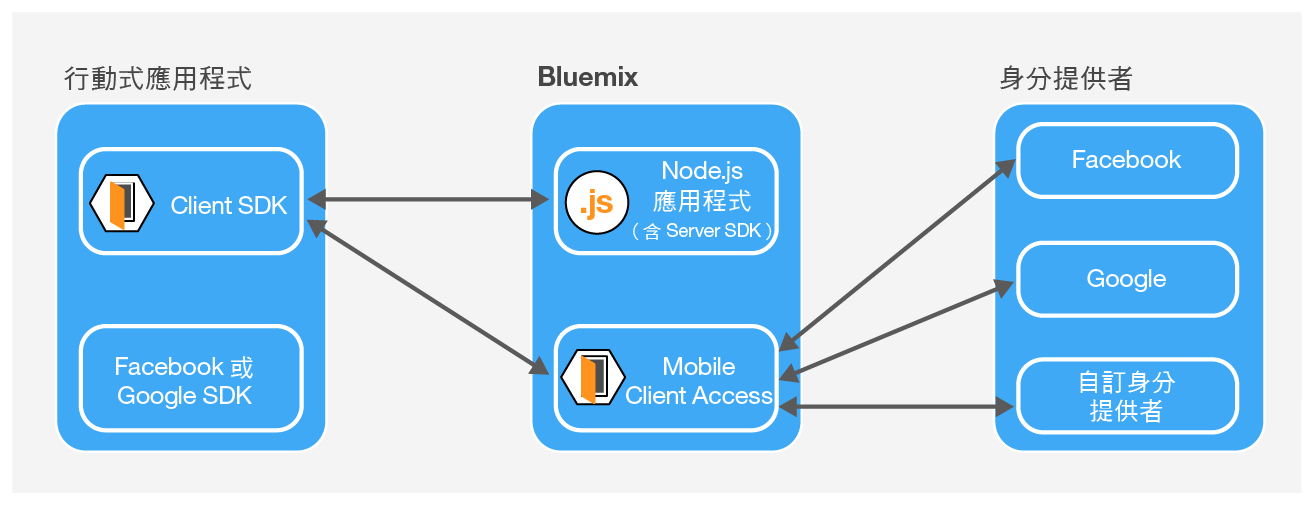 行動式應用程式
Client SDK
Facebook 或
Google SDK
Bluemix
.js
Node.js
應用程式
（含 Server SDK）
Mobile
Client Access
身分提供者
Facebook
Google
自訂身分
提供者